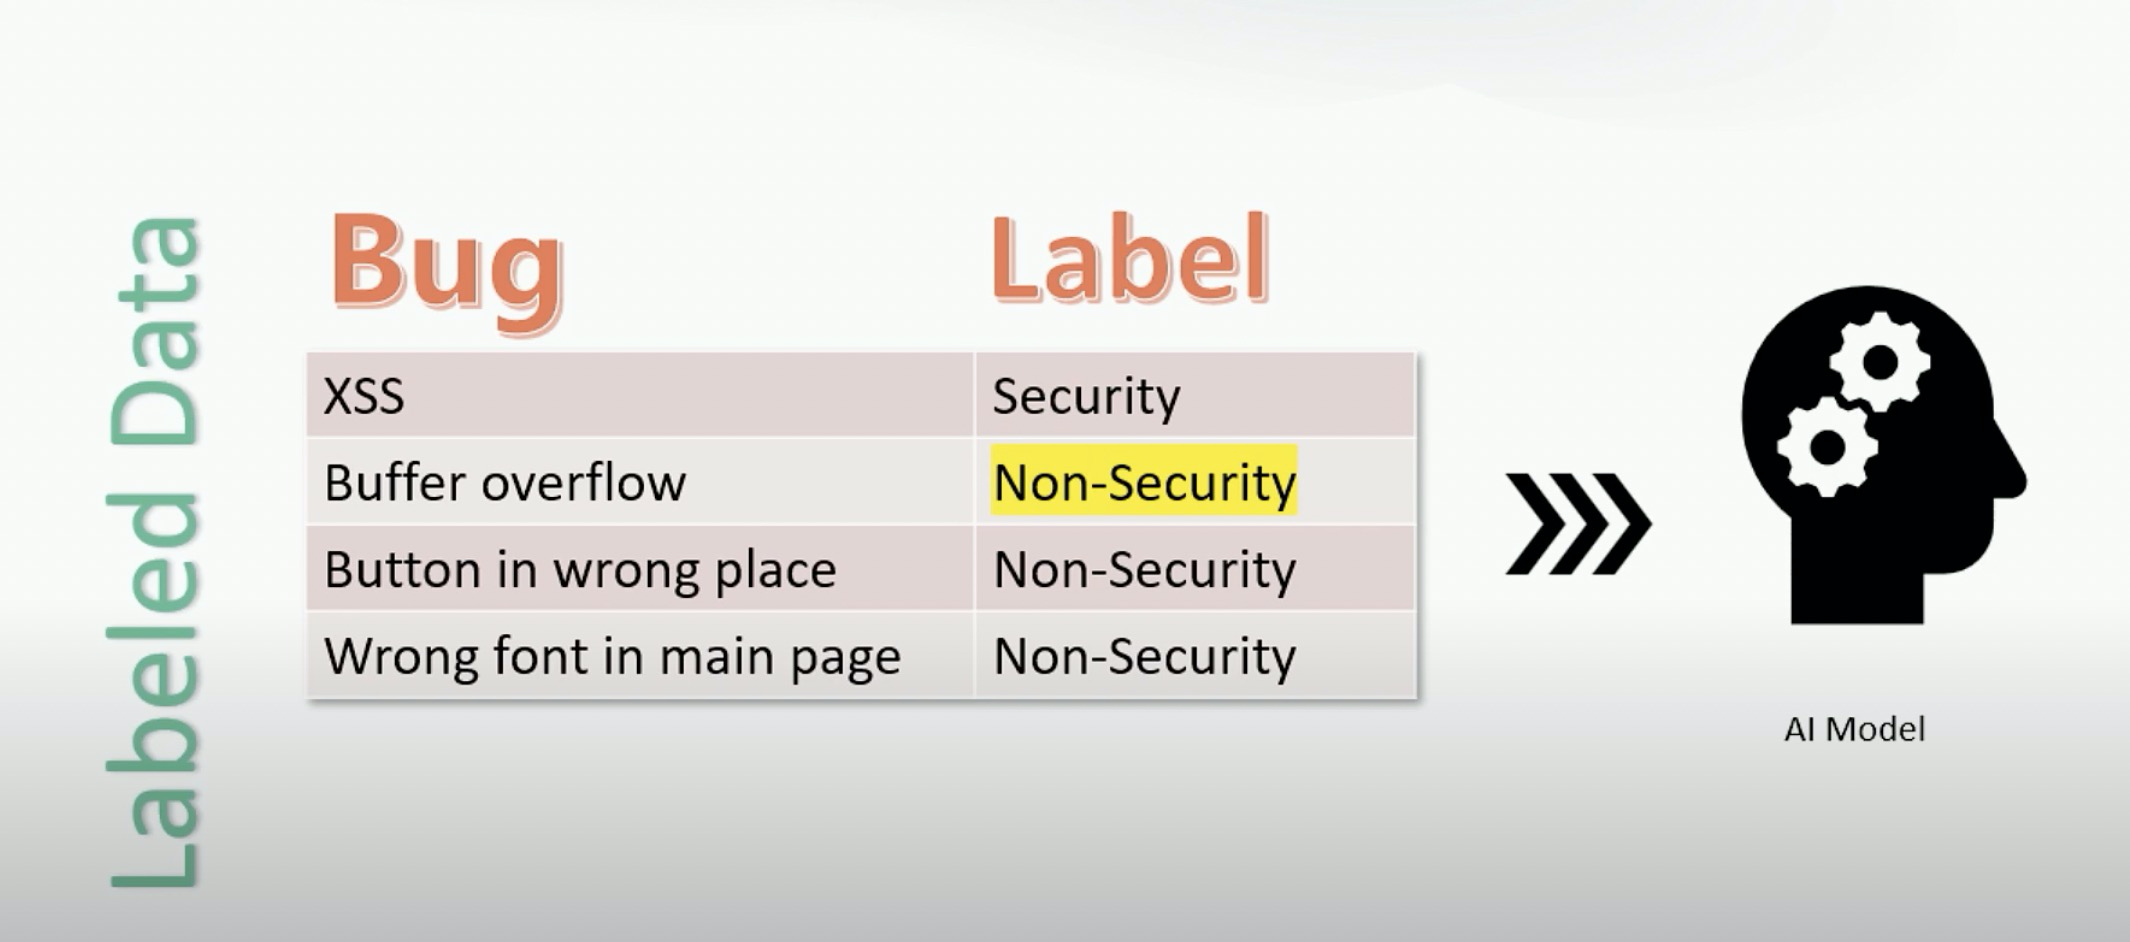 Labeled Data
Bug Label
XSS Security
Buffer overflow Non-Security
Button in wrong place Non-Security
Wrong font in main page Non-Security
AI Model